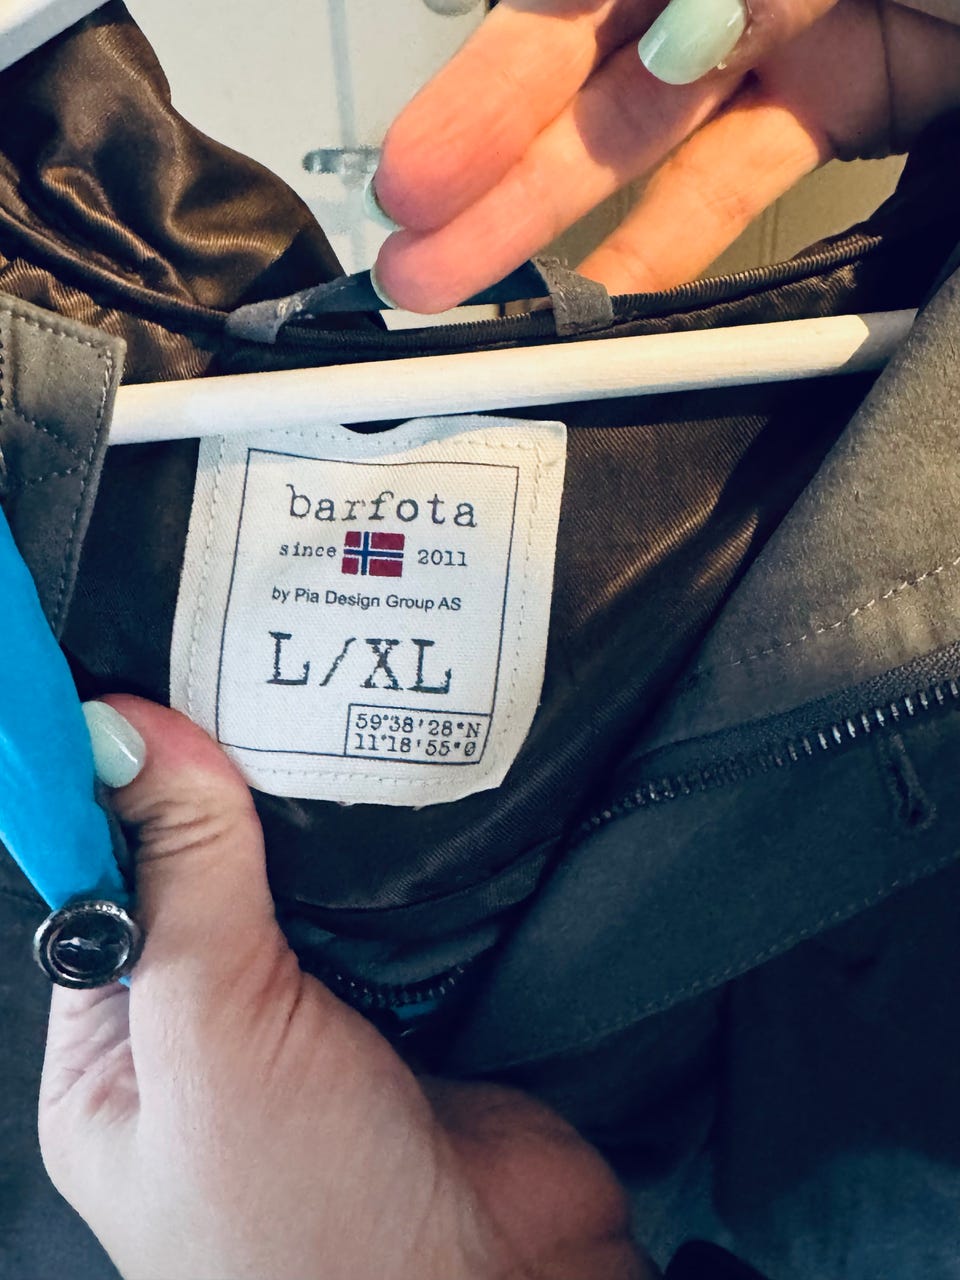 barfota
since 2011
by Pia Design Group AS
L/XL
59°38'28"N
11°18'55"Ø